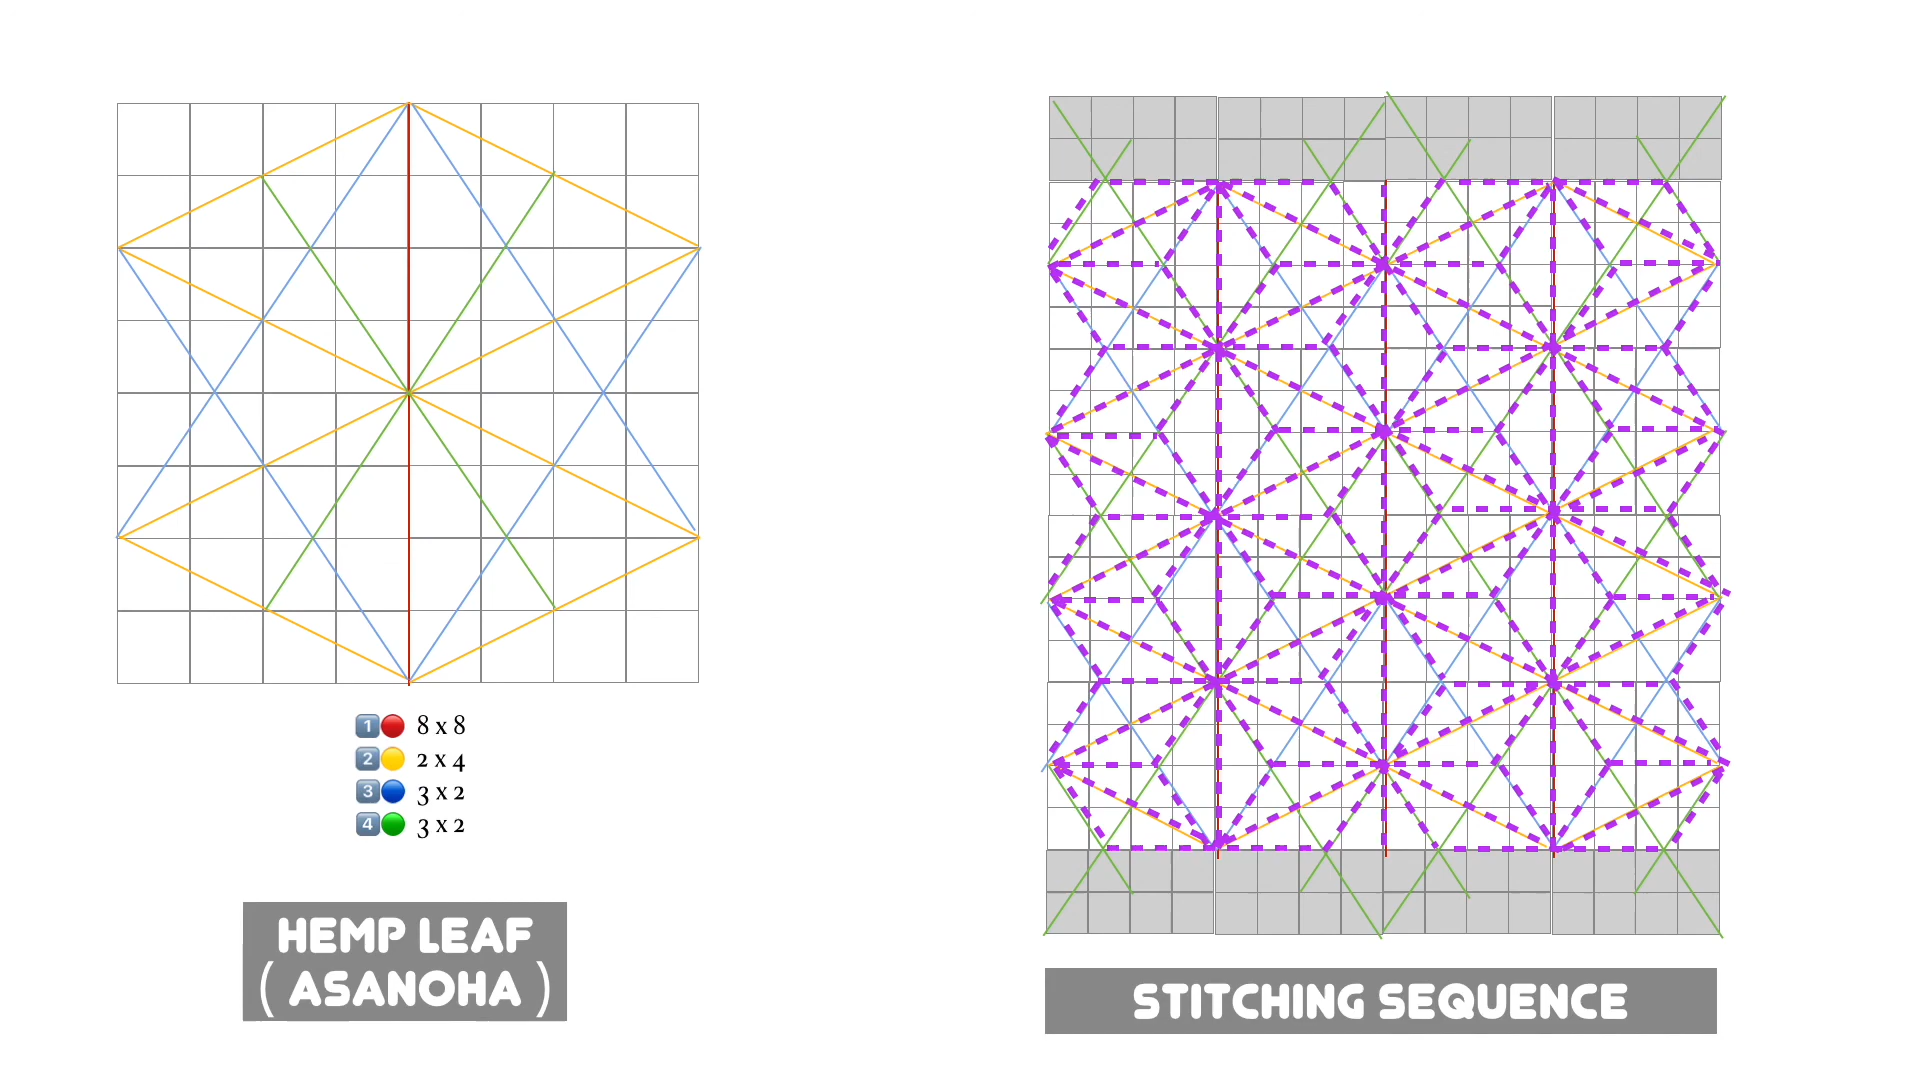 1 8 x 8
2 2 x 4
3 3 x 2
4 3 x 2
HEMP LEAF
( ASANOHA )
STITCHING SEQUENCE